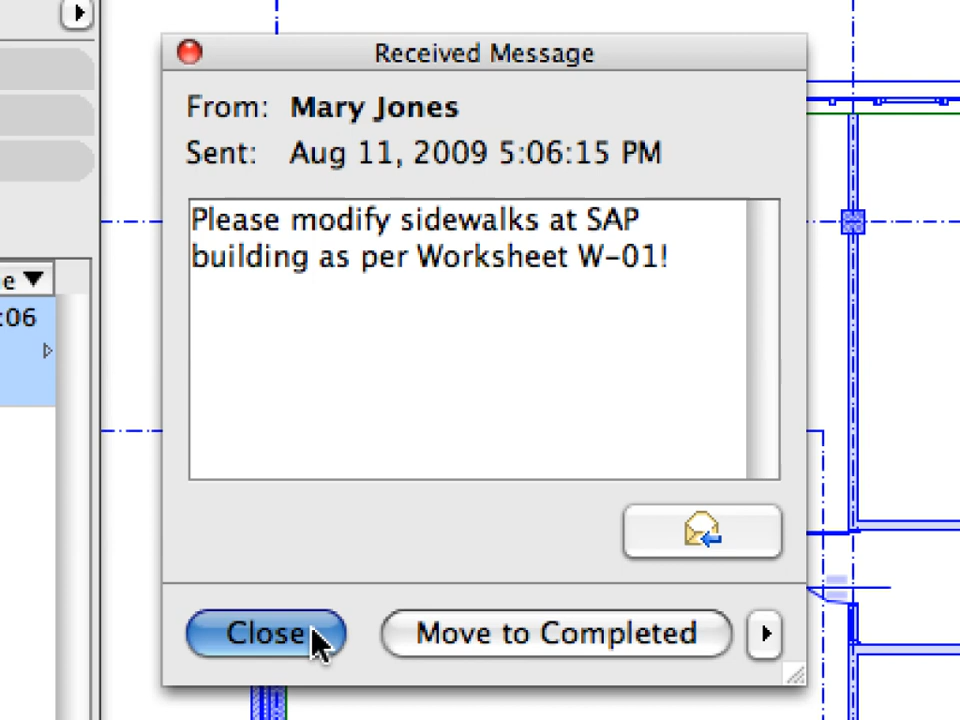 Received Message
From: Mary Jones
Sent: Aug 11, 2009 5:06:15 PM
Please modify sidewalks at SAP
building as per Worksheet W-01!
e
:06
Close
Move to Completed